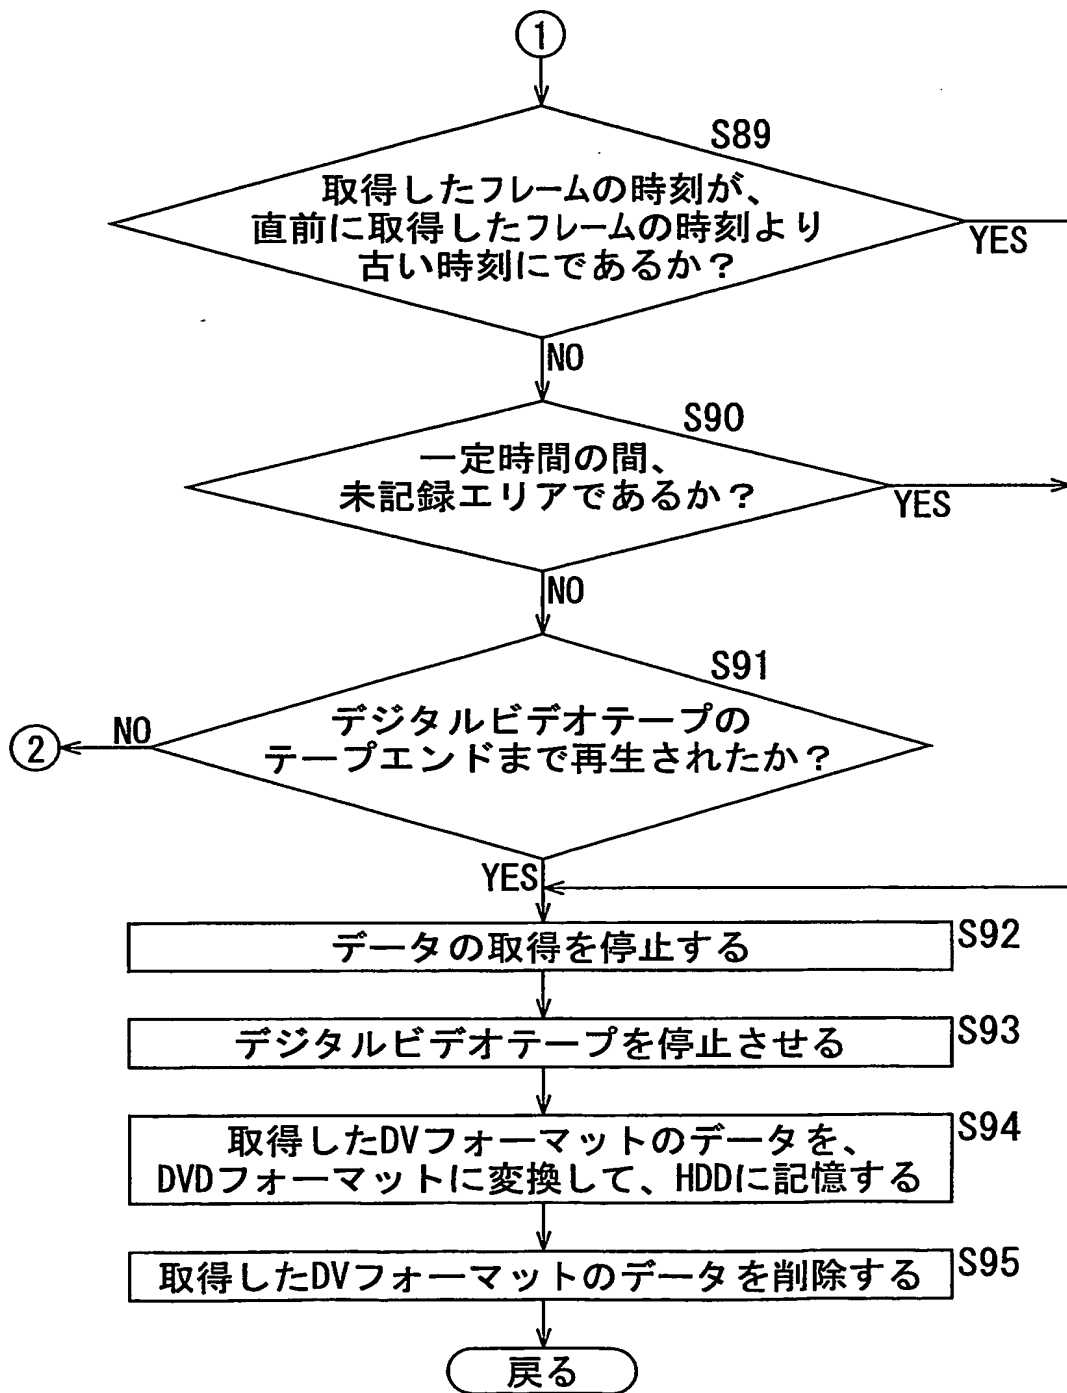 1
S89
取得したフレームの時刻が、
直前に取得したフレームの時刻より
古い時刻にであるか？
YES
NO
S90
一定時間の間、
未記録エリアであるか？
YES
NO
S91
デジタルビデオテープの
テープエンドまで再生されたか？
NO
2
YES
データの取得を停止する
S92
デジタルビデオテープを停止させる
S93
取得したDVフォーマットのデータを、
DVDフォーマットに変換して、HDDに記憶する
S94
取得したDVフォーマットのデータを削除する
S95
戻る